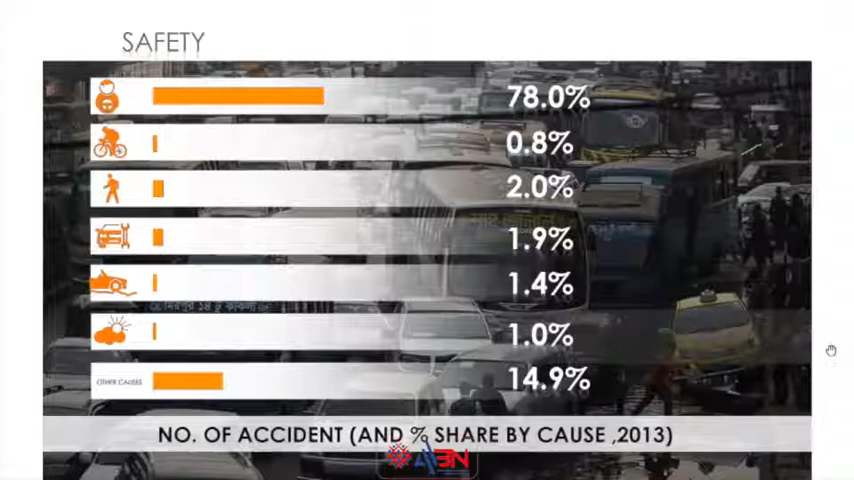 SAFETY
78.0%
0.8%
2.0%
1.9%
1.4%
1.0%
OTHER CAUSES
14.9%
NO. OF ACCIDENT (AND % SHARE BY CAUSE ,2013)